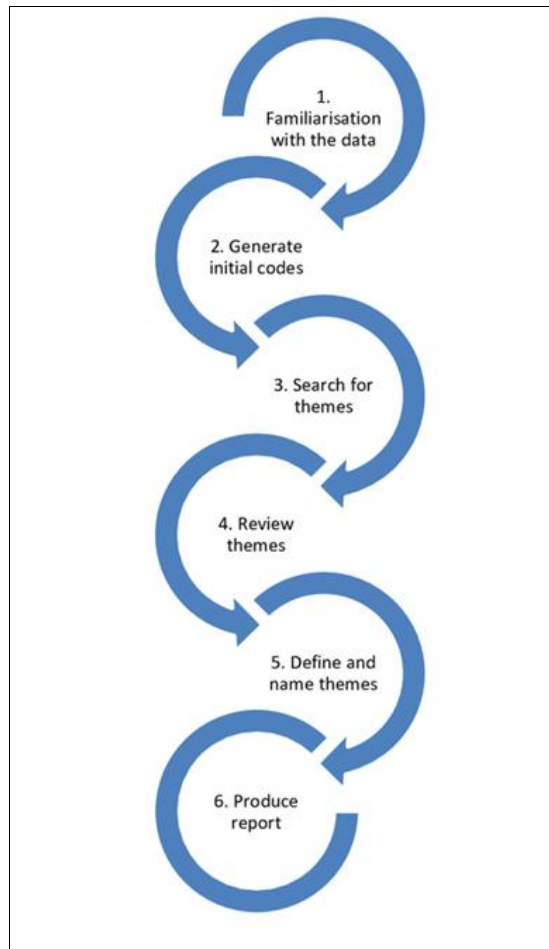 1.
Familiarisation
with the data
2. Generate
initial codes
3. Search for
themes
4. Review
themes
5. Define and
name themes
6. Produce
report